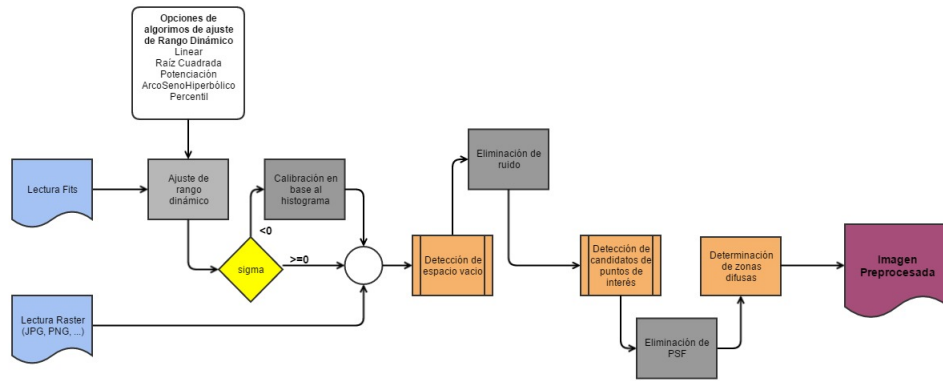 Opciones de
algorimos de ajuste
de Rango Dinámico
Linear
Raíz Cuadrada
Potenciación
ArcoSenoHiperbólico
Percentil
Lectura Fits
Ajuste de
rango
dinámico
Calibración en
base al
histograma
<0
sigma
>=0
Lectura Raster
(JPG, PNG, ...)
Detección de
espacio vacio
Eliminación de
ruido
Detección de
candidatos de
puntos de
interés
Eliminación de
PSF
Determinación
de zonas
difusas
Imagen
Preprocesada